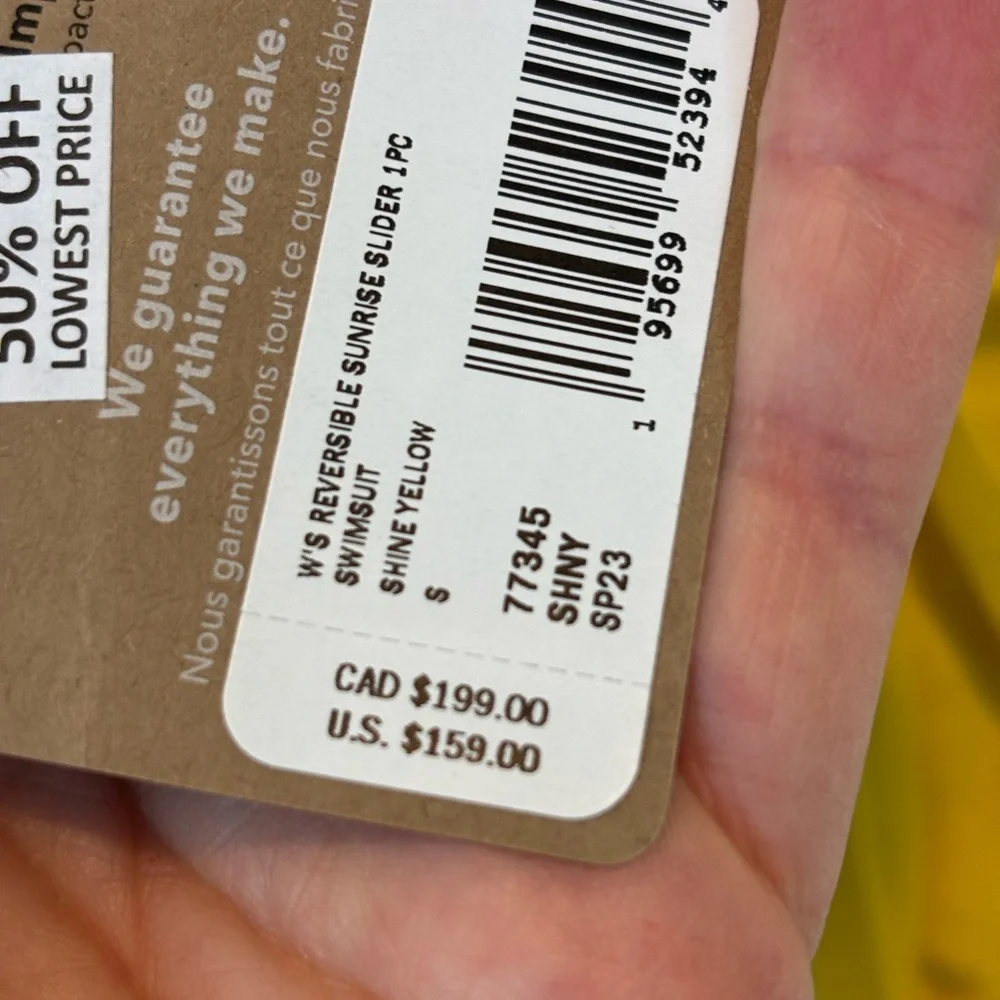 50% OFF
LOWEST PRICE
We guarantee
everything we make.
Nous garantissons tout ce que nous
W'S REVERSIBLE SUNRISE SLIDER 1PC
SWIMSUIT
SHINE YELLOW
S
77345
SHNY
SP23
1 95699 52394 4
CAD $199.00
U.S. $159.00